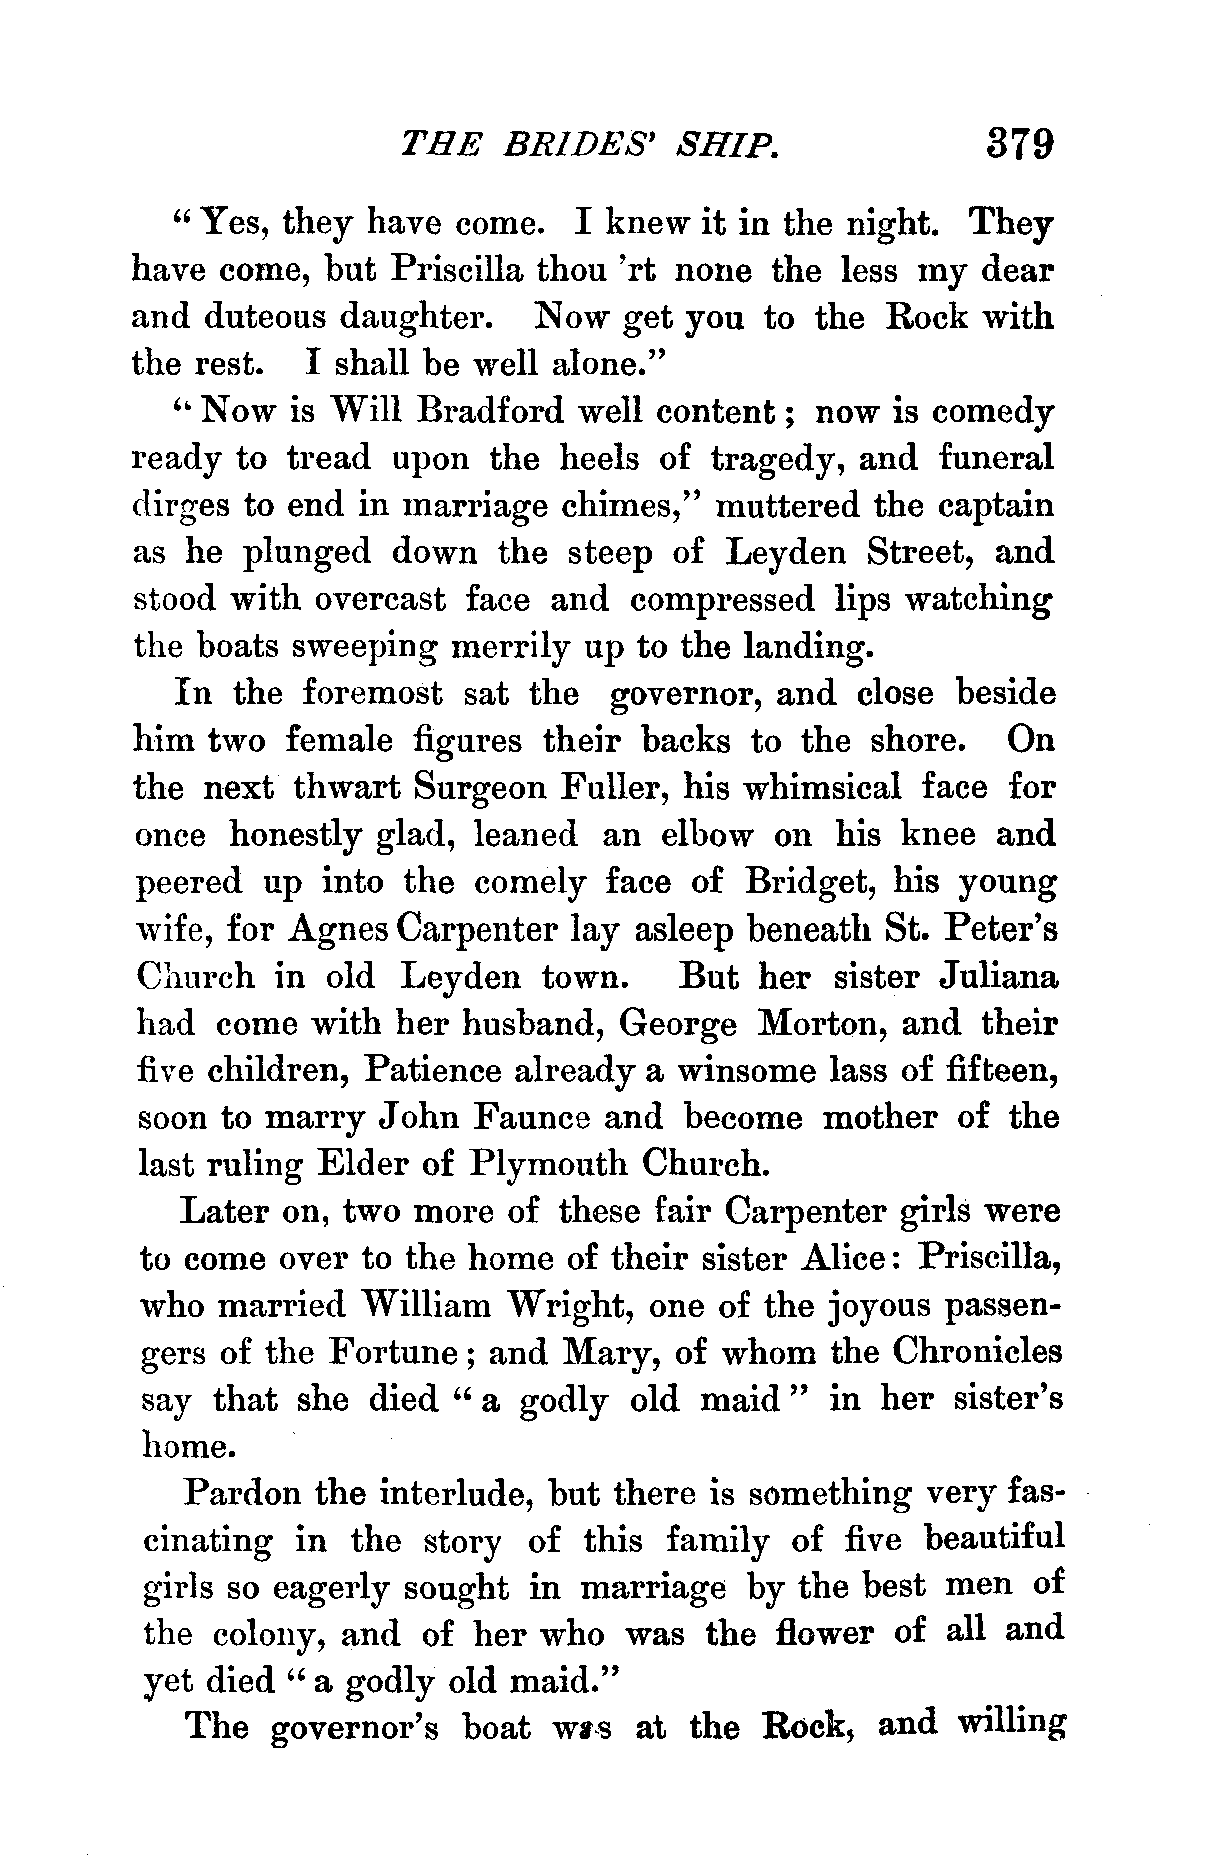 THE BRIDES' SHIP. 379
" Yes, they have come. I knew it in the night. They
have come, but Priscilla thou 'rt none the less my dear
and duteous daughter. Now get you to the Rock with
the rest. I shall be well alone."
" Now is Will Bradford well content ; now is comedy
ready to tread upon the heels of tragedy, and funeral
dirges to end in marriage chimes," muttered the captain
as he plunged down the steep of Leyden Street, and
stood with overcast face and compressed lips watching
the boats sweeping merrily up to the landing.
In the foremost sat the governor, and close beside
him two female figures their backs to the shore. On
the next thwart Surgeon Fuller, his whimsical face for
once honestly glad, leaned an elbow on his knee and
peered up into the comely face of Bridget, his young
wife, for Agnes Carpenter lay asleep beneath St. Peter's
Church in old Leyden town. But her sister Juliana
had come with her husband, George Morton, and their
five children, Patience already a winsome lass of fifteen,
soon to marry John Faunce and become mother of the
last ruling Elder of Plymouth Church.
Later on, two more of these fair Carpenter girls were
to come over to the home of their sister Alice: Priscilla,
who married William Wright, one of the joyous passen-
gers of the Fortune ; and Mary, of whom the Chronicles
say that she died " a godly old maid " in her sister's
home.
Pardon the interlude, but there is something very fas-
cinating in the story of this family of five beautiful
girls so eagerly sought in marriage by the best men of
the colony, and of her who was the flower of all and
yet died " a godly old maid."
The governor's boat was at the Rock, and willing